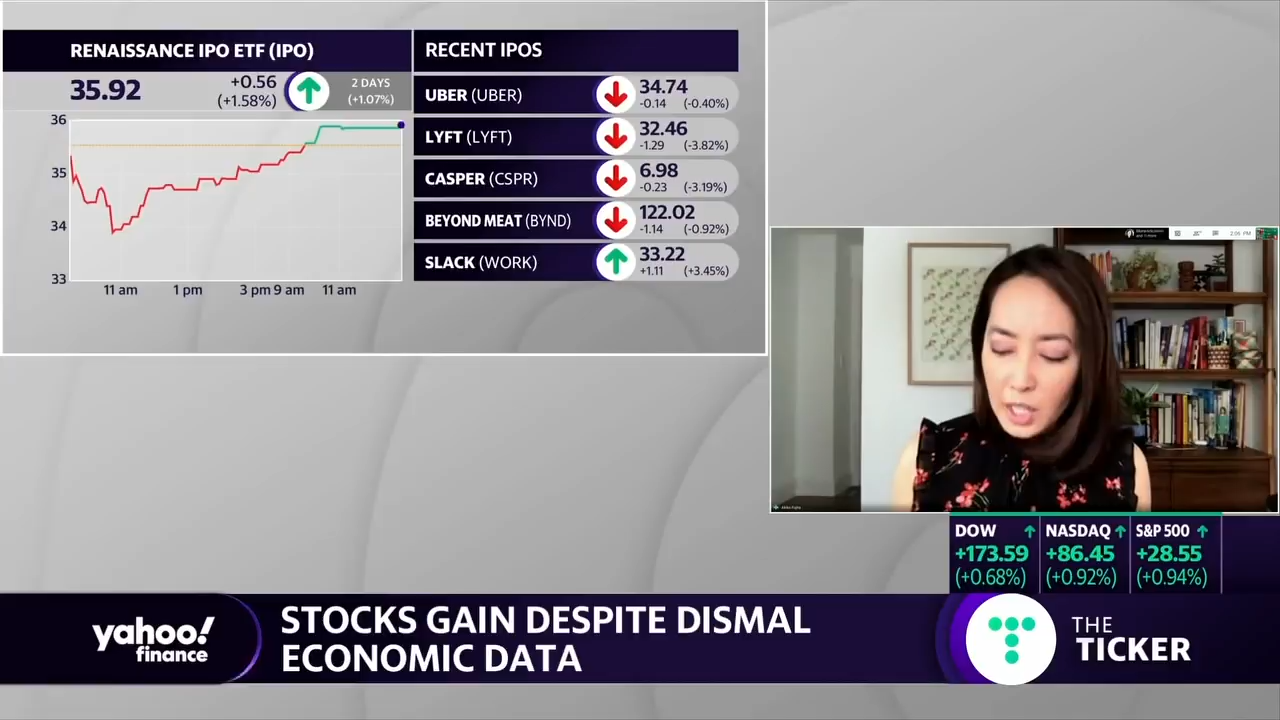 RENAISSANCE IPO ETF (IPO)
35.92
+0.56
(+1.58%)
2 DAYS
(+1.07%)
36
35
34
33
11 am
1 pm
3 pm
9 am
11 am
RECENT IPOS
UBER (UBER)
34.74
-0.14 (-0.40%)
LYFT (LYFT)
32.46
-1.29 (-3.82%)
CASPER (CSPR)
6.98
-0.23 (-3.19%)
BEYOND MEAT (BYND)
122.02
-1.14 (-0.92%)
SLACK (WORK)
33.22
+1.11 (+3.45%)
2:06 PM
DOW
+173.59
(+0.68%)
NASDAQ
+86.45
(+0.92%)
S&P 500
+28.55
(+0.94%)
yahoo!
finance
STOCKS GAIN DESPITE DISMAL
ECONOMIC DATA
THE
TICKER